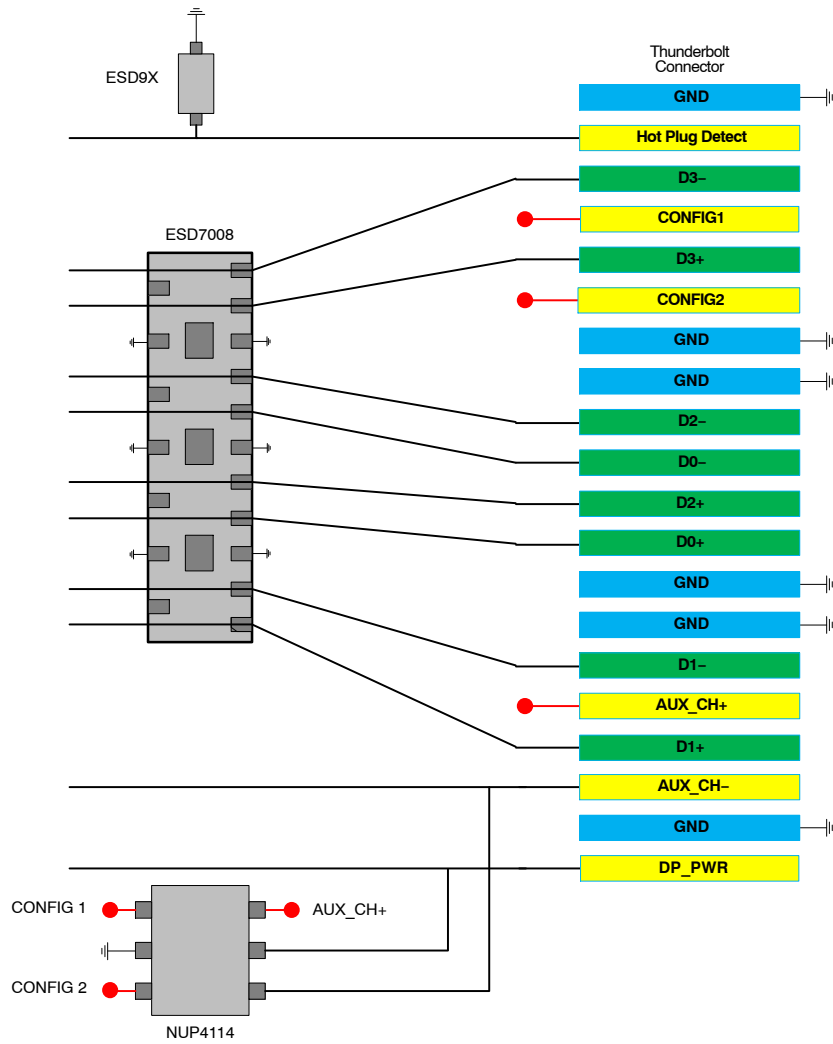 ESD9X
Thunderbolt
Connector
GND
Hot Plug Detect
D3−
CONFIG1
ESD7008
D3+
CONFIG2
GND
GND
D2−
D0−
D2+
D0+
GND
GND
D1−
AUX_CH+
D1+
AUX_CH−
GND
DP_PWR
CONFIG 1
AUX_CH+
CONFIG 2
NUP4114